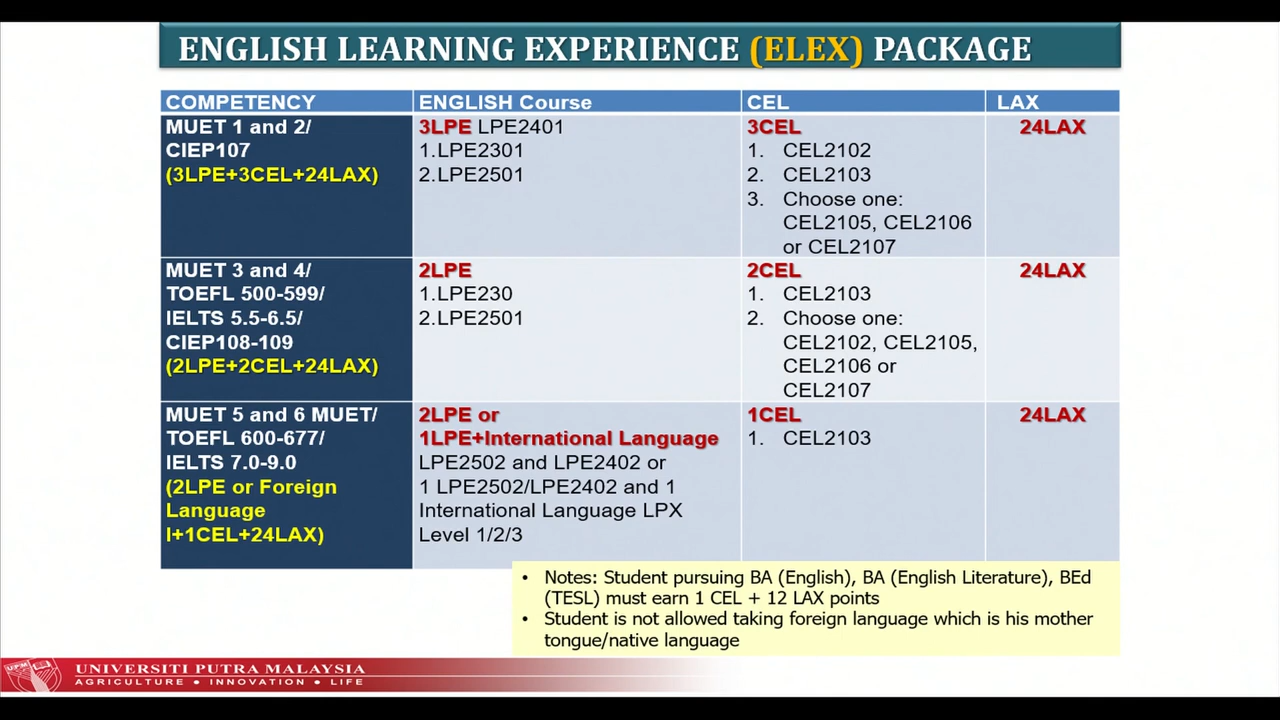 ENGLISH LEARNING EXPERIENCE (ELEX) PACKAGE
COMPETENCY
ENGLISH Course
CEL
LAX
MUET 1 and 2/
CIEP107
(3LPE+3CEL+24LAX)
3LPE LPE2401
1.LPE2301
2.LPE2501
3CEL
1. CEL2102
2. CEL2103
3. Choose one:
CEL2105, CEL2106
or CEL2107
24LAX
MUET 3 and 4/
TOEFL 500-599/
IELTS 5.5-6.5/
CIEP108-109
(2LPE+2CEL+24LAX)
2LPE
1.LPE230
2.LPE2501
2CEL
1. CEL2103
2. Choose one:
CEL2102, CEL2105,
CEL2106 or
CEL2107
24LAX
MUET 5 and 6 MUET/
TOEFL 600-677/
IELTS 7.0-9.0
(2LPE or Foreign
Language
I+1CEL+24LAX)
2LPE or
1LPE+International Language
LPE2502 and LPE2402 or
1 LPE2502/LPE2402 and 1
International Language LPX
Level 1/2/3
1CEL
1. CEL2103
24LAX
• Notes: Student pursuing BA (English), BA (English Literature), BEd
(TESL) must earn 1 CEL + 12 LAX points
• Student is not allowed taking foreign language which is his mother
tongue/native language
UPM
UNIVERSITI PUTRA MALAYSIA
AGRICULTURE • INNOVATION • LIFE